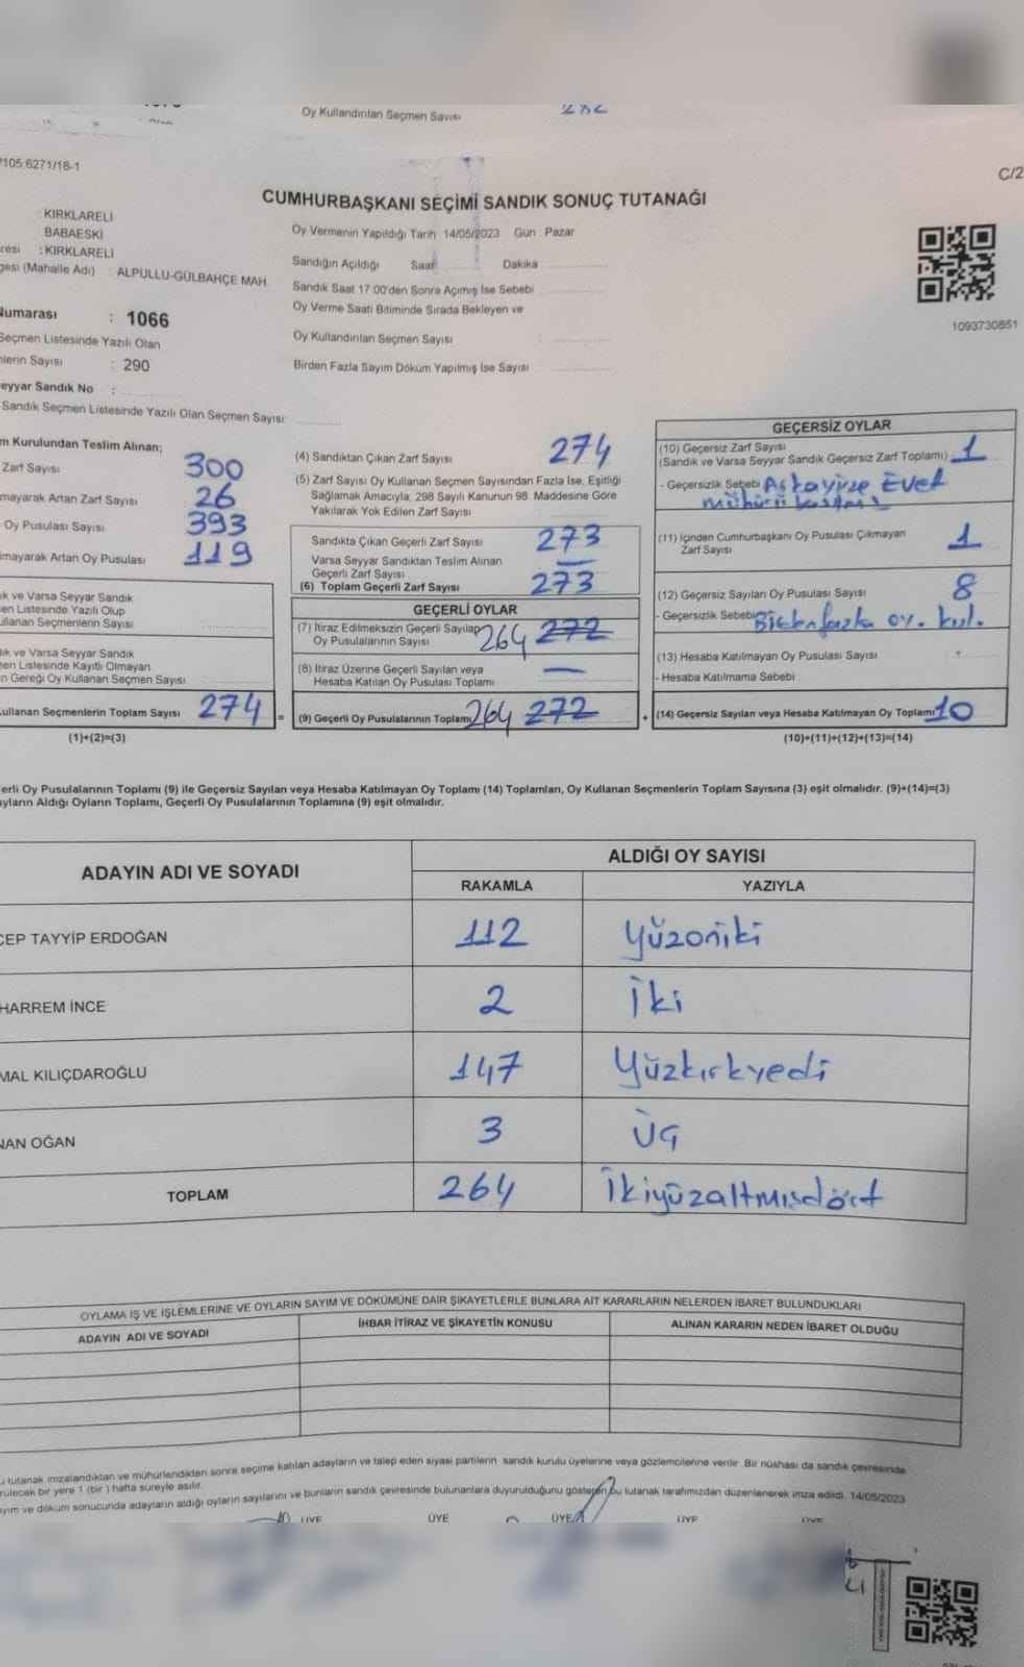 Oy Kullandırılan Seçmen Sayısı 282
105 6271/18-1
C/2
CUMHURBAŞKANI SEÇİMİ SANDIK SONUÇ TUTANAĞI
KIRKLARELİ
BABAESKİ
resi : KIRKLARELİ
gesi (Mahalle Adı) : ALPULLU-GÜLBAHÇE MAH
Numarası : 1066
Seçmen Listesinde Yazılı Olan
nlerin Sayısı : 290
eyyar Sandık No :
Sandık Seçmen Listesinde Yazılı Olan Seçmen Sayısı
Oy Vermenin Yapıldığı Tarih 14/05/2023 Gün : Pazar
Sandığın Açıldığı Saat Dakika
Sandık Saat 17.00'den Sonra Açımış İse Sebebi
Oy Verme Saati Bitiminde Sırada Bekleyen ve
Oy Kullandırılan Seçmen Sayısı
Birden Fazla Sayım Döküm Yapılmış İse Sayısı
1093730851
m Kurulundan Teslim Alınan;
Zarf Sayısı 300
mayarak Artan Zarf Sayısı 26
Oy Pusulası Sayısı 393
mayarak Artan Oy Pusulası 119
ık ve Varsa Seyyar Sandık
en Listesinde Yazılı Olup
ullanan Seçmenlerin Sayısı
ık ve Varsa Seyyar Sandık
men Listesinde Kayıtlı Olmayan
n Gereği Oy Kullanan Seçmen Sayısı
ullanan Seçmenlerin Toplam Sayısı 274 =
(1)+(2)=(3)
(4) Sandıktan Çıkan Zarf Sayısı 274
(5) Zarf Sayısı Oy Kullanan Seçmen Sayısından Fazla İse, Eşitliği
Sağlamak Amacıyla, 298 Sayılı Kanunun 98. Maddesine Göre
Yakılarak Yok Edilen Zarf Sayısı
Sandıkta Çıkan Geçerli Zarf Sayısı 273
Varsa Seyyar Sandıktan Teslim Alınan
Geçerli Zarf Sayısı —
(6) Toplam Geçerli Zarf Sayısı 273
GEÇERLİ OYLAR
(7) İtiraz Edilmeksizin Geçerli Sayılan
Oy Pusulalarının Sayısı 264 272
(8) İtiraz Üzerine Geçerli Sayılan veya
Hesaba Katılan Oy Pusulası Toplamı —
(9) Geçerli Oy Pusulalarının Toplamı 264 272 +
GEÇERSİZ OYLAR
(10) Geçersiz Zarf Sayısı
(Sandık ve Varsa Seyyar Sandık Geçersiz Zarf Toplamı) 1
- Geçersizlik Sebebi Evet
(11) İçinden Cumhurbaşkanı Oy Pusulası Çıkmayan
Zarf Sayısı 1
(12) Geçersiz Sayılan Oy Pusulası Sayısı 8
- Geçersizlik Sebebi Birdenfazla oy. kul.
(13) Hesaba Katılmayan Oy Pusulası Sayısı
- Hesaba Katılmama Sebebi
(14) Geçersiz Sayılan veya Hesaba Katılmayan Oy Toplamı 10
(10)+(11)+(12)+(13)=(14)
erli Oy Pusulalarının Toplamı (9) ile Geçersiz Sayılan veya Hesaba Katılmayan Oy Toplamı (14) Toplamları, Oy Kullanan Seçmenlerin Toplam Sayısına (3) eşit olmalıdır. (9)+(14)=(3)
yların Aldığı Oyların Toplamı, Geçerli Oy Pusulalarının Toplamına (9) eşit olmalıdır.
ADAYIN ADI VE SOYADI ALDIĞI OY SAYISI
RAKAMLA YAZIYLA
CEP TAYYİP ERDOĞAN 112 Yüzoniki
HARREM İNCE 2 İki
MAL KILIÇDAROĞLU 147 Yüzkırkyedi
NAN OĞAN 3 Üç
TOPLAM 264 İkiyüzaltmışdört
OYLAMA İŞ VE İŞLEMLERİNE VE OYLARIN SAYIM VE DÖKÜMÜNE DAİR ŞİKAYETLERLE BUNLARA AİT KARARLARIN NELERDEN İBARET BULUNDUKLARI
ADAYIN ADI VE SOYADI İHBAR İTİRAZ VE ŞİKAYETİN KONUSU ALINAN KARARIN NEDEN İBARET OLDUĞU
u tutanak imzalandıktan ve mühürlendikten sonra seçime katılan adayların ve talep eden siyasi partilerin sandık kurulu üyelerine veya gözlemcilerine verilir. Bir nüshası da sandık çevresinde
rülecek bir yere 1 (bir) hafta süreyle asılır.
ayım ve döküm sonucunda adayların aldığı oyların sayılarını ve bunların sandık çevresinde bulunanlara duyurulduğunu gösteren bu tutanak tarafımızdan düzenlenerek imza edildi. 14/05/2023
ÜYE ÜYE ÜYE ÜYE ÜYE